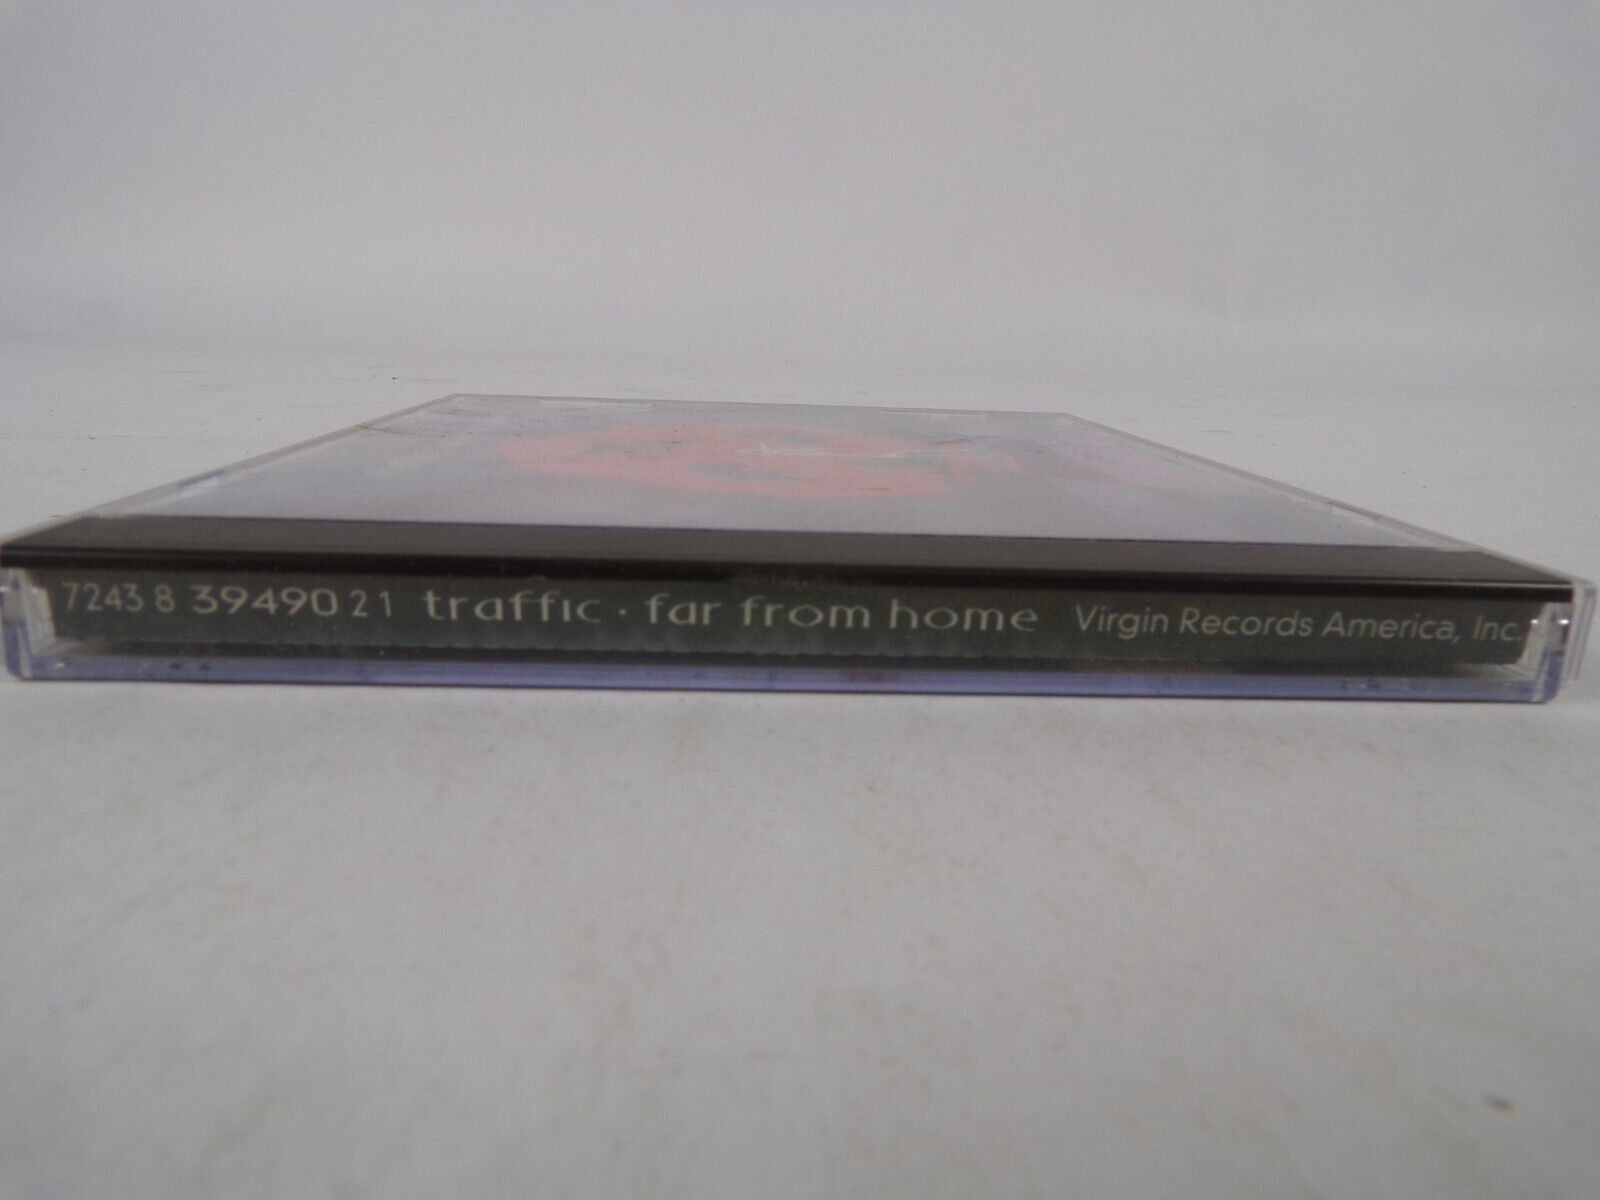 7243 8 39490 2 1 traffic · far from home Virgin Records America, Inc.